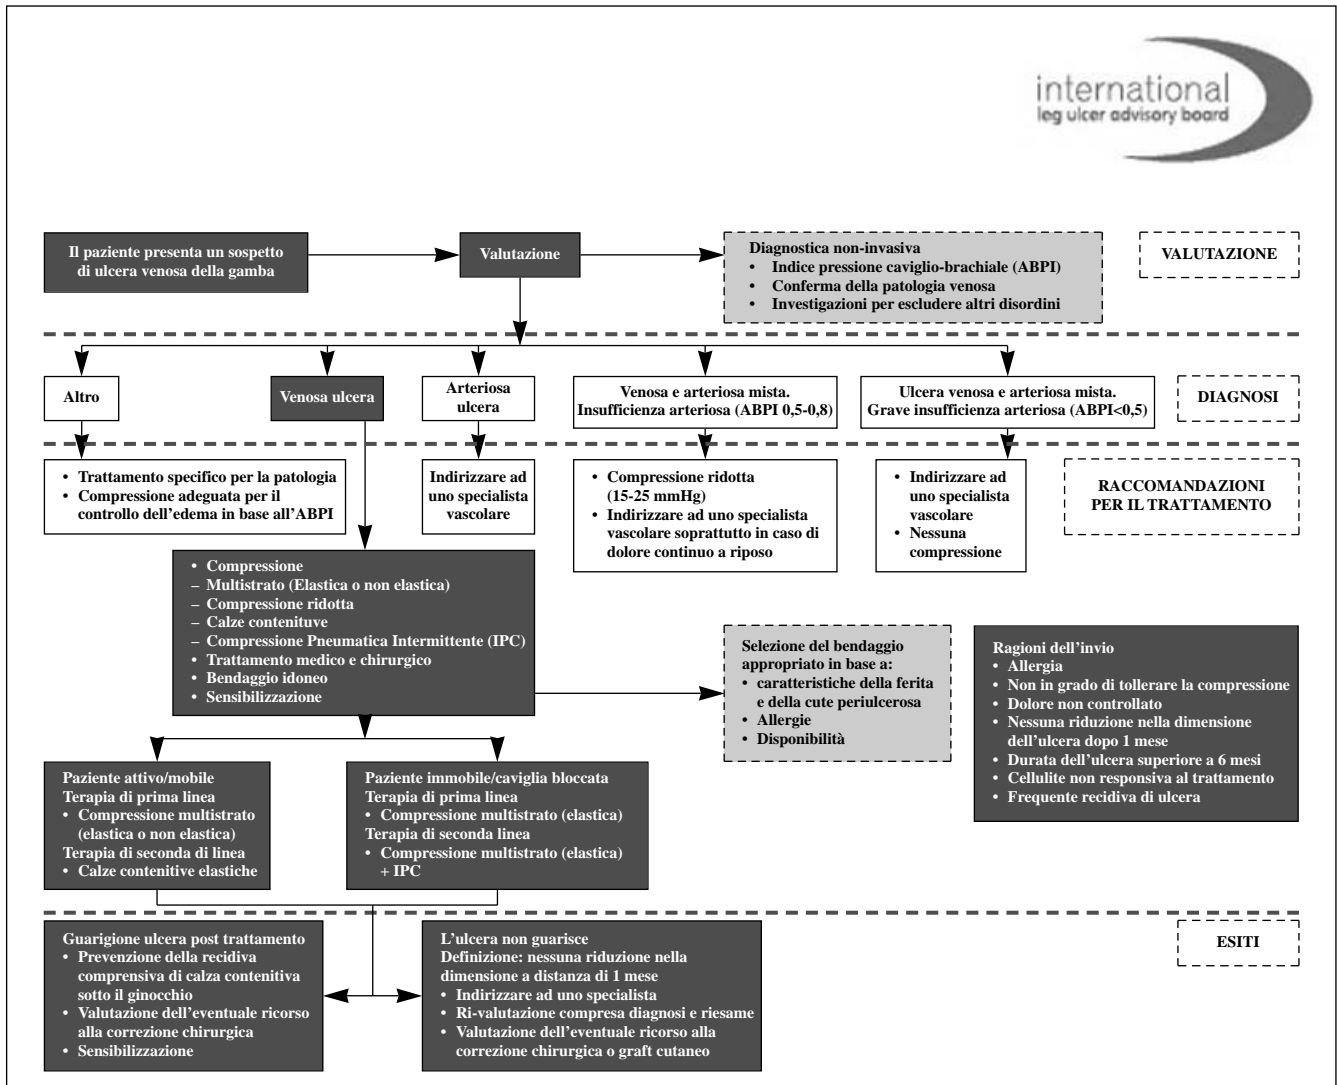 international
leg ulcer advisory board
Il paziente presenta un sospetto
di ulcera venosa della gamba
Valutazione
Diagnostica non-invasiva
• Indice pressione caviglio-brachiale (ABPI)
• Conferma della patologia venosa
• Investigazioni per escludere altri disordini
VALUTAZIONE
Altro
Venosa ulcera
Arteriosa
ulcera
Venosa e arteriosa mista.
Insufficienza arteriosa (ABPI 0,5-0,8)
Ulcera venosa e arteriosa mista.
Grave insufficienza arteriosa (ABPI<0,5)
DIAGNOSI
• Trattamento specifico per la patologia
• Compressione adeguata per il
controllo dell'edema in base all'ABPI
Indirizzare ad
uno specialista
vascolare
• Compressione ridotta
(15-25 mmHg)
• Indirizzare ad uno specialista
vascolare soprattutto in caso di
dolore continuo a riposo
• Indirizzare ad
uno specialista
vascolare
• Nessuna
compressione
RACCOMANDAZIONI
PER IL TRATTAMENTO
• Compressione
– Multistrato (Elastica o non elastica)
– Compressione ridotta
– Calze contenituve
– Compressione Pneumatica Intermittente (IPC)
• Trattamento medico e chirurgico
• Bendaggio idoneo
• Sensibilizzazione
Selezione del bendaggio
appropriato in base a:
• caratteristiche della ferita
e della cute periulcerosa
• Allergie
• Disponibilità
Ragioni dell'invio
• Allergia
• Non in grado di tollerare la compressione
• Dolore non controllato
• Nessuna riduzione nella dimensione
dell'ulcera dopo 1 mese
• Durata dell'ulcera superiore a 6 mesi
• Cellulite non responsiva al trattamento
• Frequente recidiva di ulcera
Paziente attivo/mobile
Terapia di prima linea
• Compressione multistrato
(elastica o non elastica)
Terapia di seconda di linea
• Calze contenitive elastiche
Paziente immobile/caviglia bloccata
Terapia di prima linea
• Compressione multistrato (elastica)
Terapia di seconda linea
• Compressione multistrato (elastica)
+ IPC
Guarigione ulcera post trattamento
• Prevenzione della recidiva
comprensiva di calza contenitiva
sotto il ginocchio
• Valutazione dell'eventuale ricorso
alla correzione chirurgica
• Sensibilizzazione
L'ulcera non guarisce
Definizione: nessuna riduzione nella
dimensione a distanza di 1 mese
• Indirizzare ad uno specialista
• Ri-valutazione compresa diagnosi e riesame
• Valutazione dell'eventuale ricorso alla
correzione chirurgica o graft cutaneo
ESITI